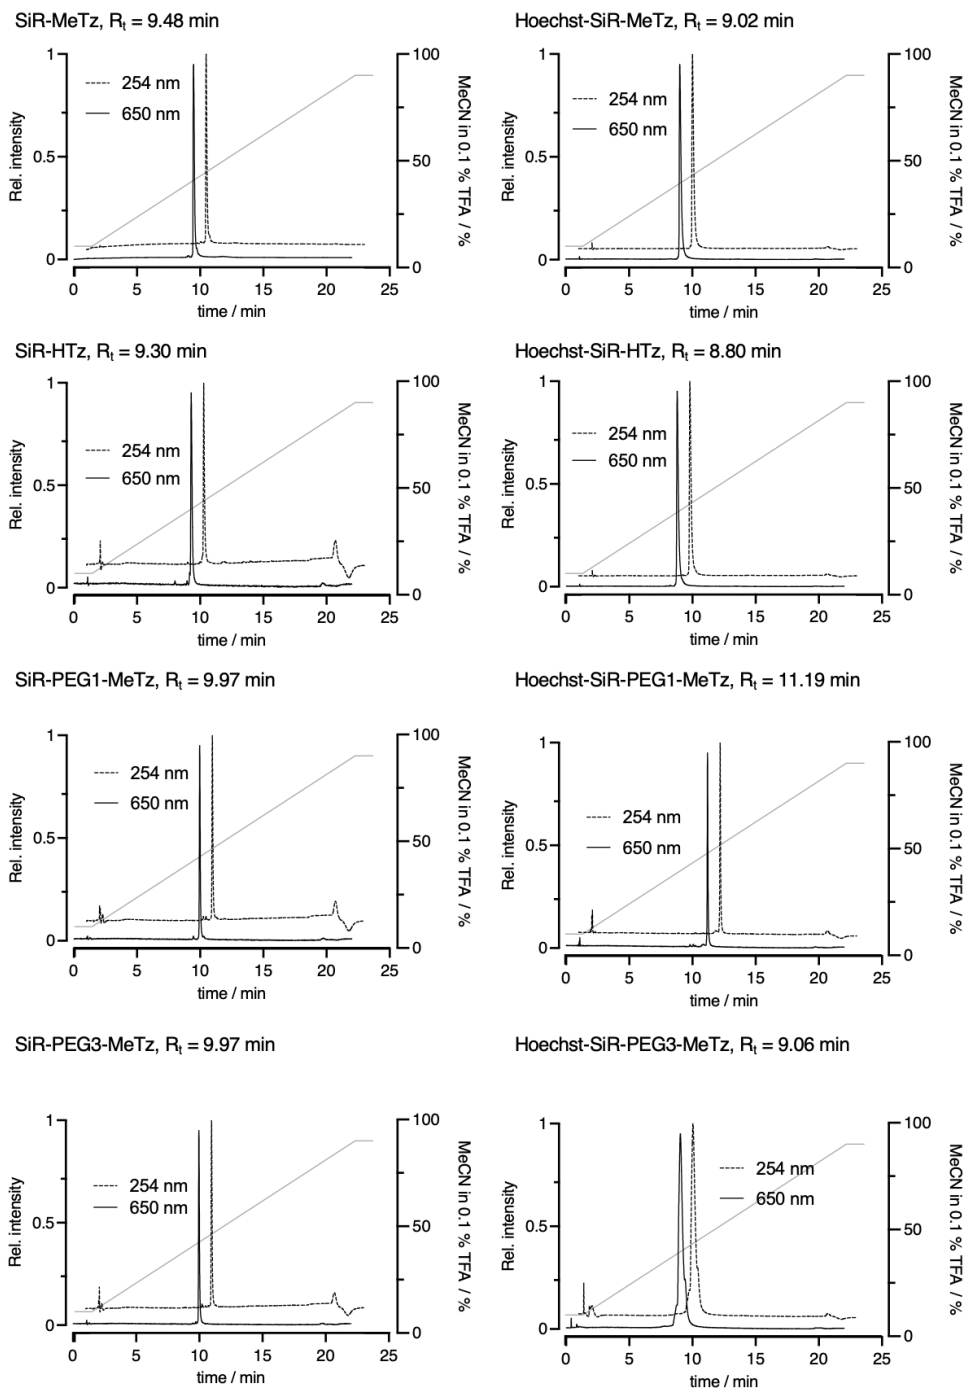 SiR-MeTz, Rt = 9.48 min
1
0.5
0
Rel. intensity
254 nm
650 nm
100
50
0
MeCN in 0.1 % TFA / %
0 5 10 15 20 25
time / min
Hoechst-SiR-MeTz, Rt = 9.02 min
1
0.5
0
Rel. intensity
254 nm
650 nm
100
50
0
MeCN in 0.1 % TFA / %
0 5 10 15 20 25
time / min
SiR-HTz, Rt = 9.30 min
1
0.5
0
Rel. intensity
254 nm
650 nm
100
50
0
MeCN in 0.1 % TFA / %
0 5 10 15 20 25
time / min
Hoechst-SiR-HTz, Rt = 8.80 min
1
0.5
0
Rel. intensity
254 nm
650 nm
100
50
0
MeCN in 0.1 % TFA / %
0 5 10 15 20 25
time / min
SiR-PEG1-MeTz, Rt = 9.97 min
1
0.5
0
Rel. intensity
254 nm
650 nm
100
50
0
MeCN in 0.1 % TFA / %
0 5 10 15 20 25
time / min
Hoechst-SiR-PEG1-MeTz, Rt = 11.19 min
1
0.5
0
Rel. intensity
254 nm
650 nm
100
50
0
MeCN in 0.1 % TFA / %
0 5 10 15 20 25
time / min
SiR-PEG3-MeTz, Rt = 9.97 min
1
0.5
0
Rel. intensity
254 nm
650 nm
100
50
0
MeCN in 0.1 % TFA / %
0 5 10 15 20 25
time / min
Hoechst-SiR-PEG3-MeTz, Rt = 9.06 min
1
0.5
0
Rel. intensity
254 nm
650 nm
100
50
0
MeCN in 0.1 % TFA / %
0 5 10 15 20 25
time / min